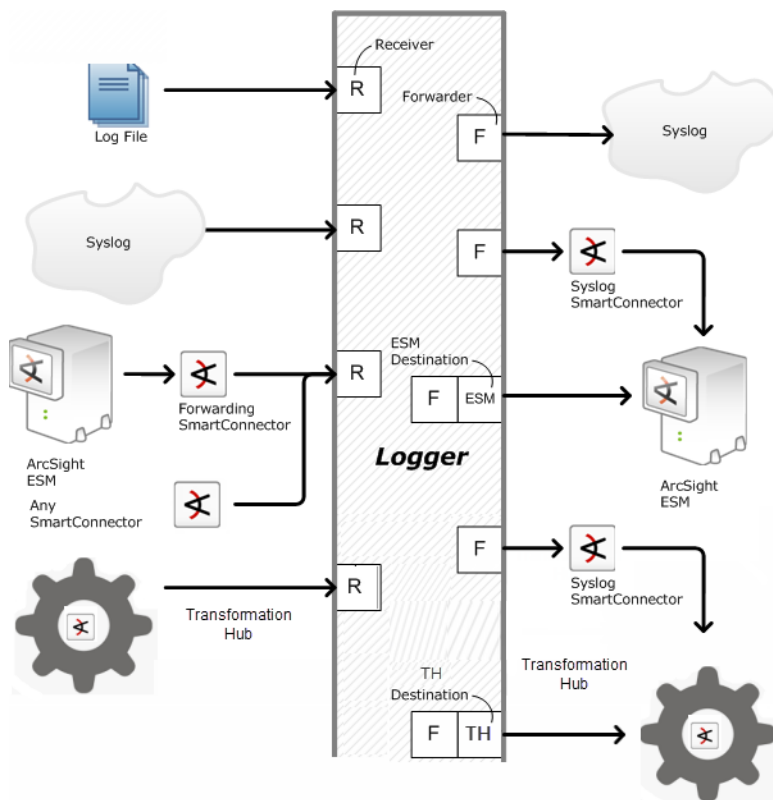 Receiver
R
Log File
Forwarder
F
Syslog
Syslog
R
F
Syslog
SmartConnector
ESM
Destination
R
Forwarding
SmartConnector
F
ESM
Logger
ArcSight
ESM
Any
SmartConnector
ArcSight
ESM
F
Syslog
SmartConnector
R
Transformation
Hub
TH
Destination
Transformation
Hub
F
TH